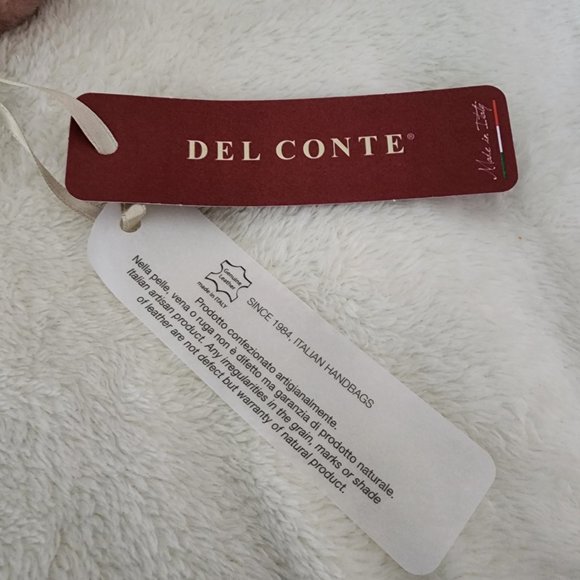 DEL CONTE®
Made in Italy
Genuine
Leather
made in ITALY
SINCE 1984, ITALIAN HANDBAGS
Prodotto confezionato artigianalmente.
Nella pelle, vena o ruga non è difetto ma garanzia di prodotto naturale.
Italian artisan product. Any irregularities in the grain, marks or shade
of leather are not defect but warranty of natural product.